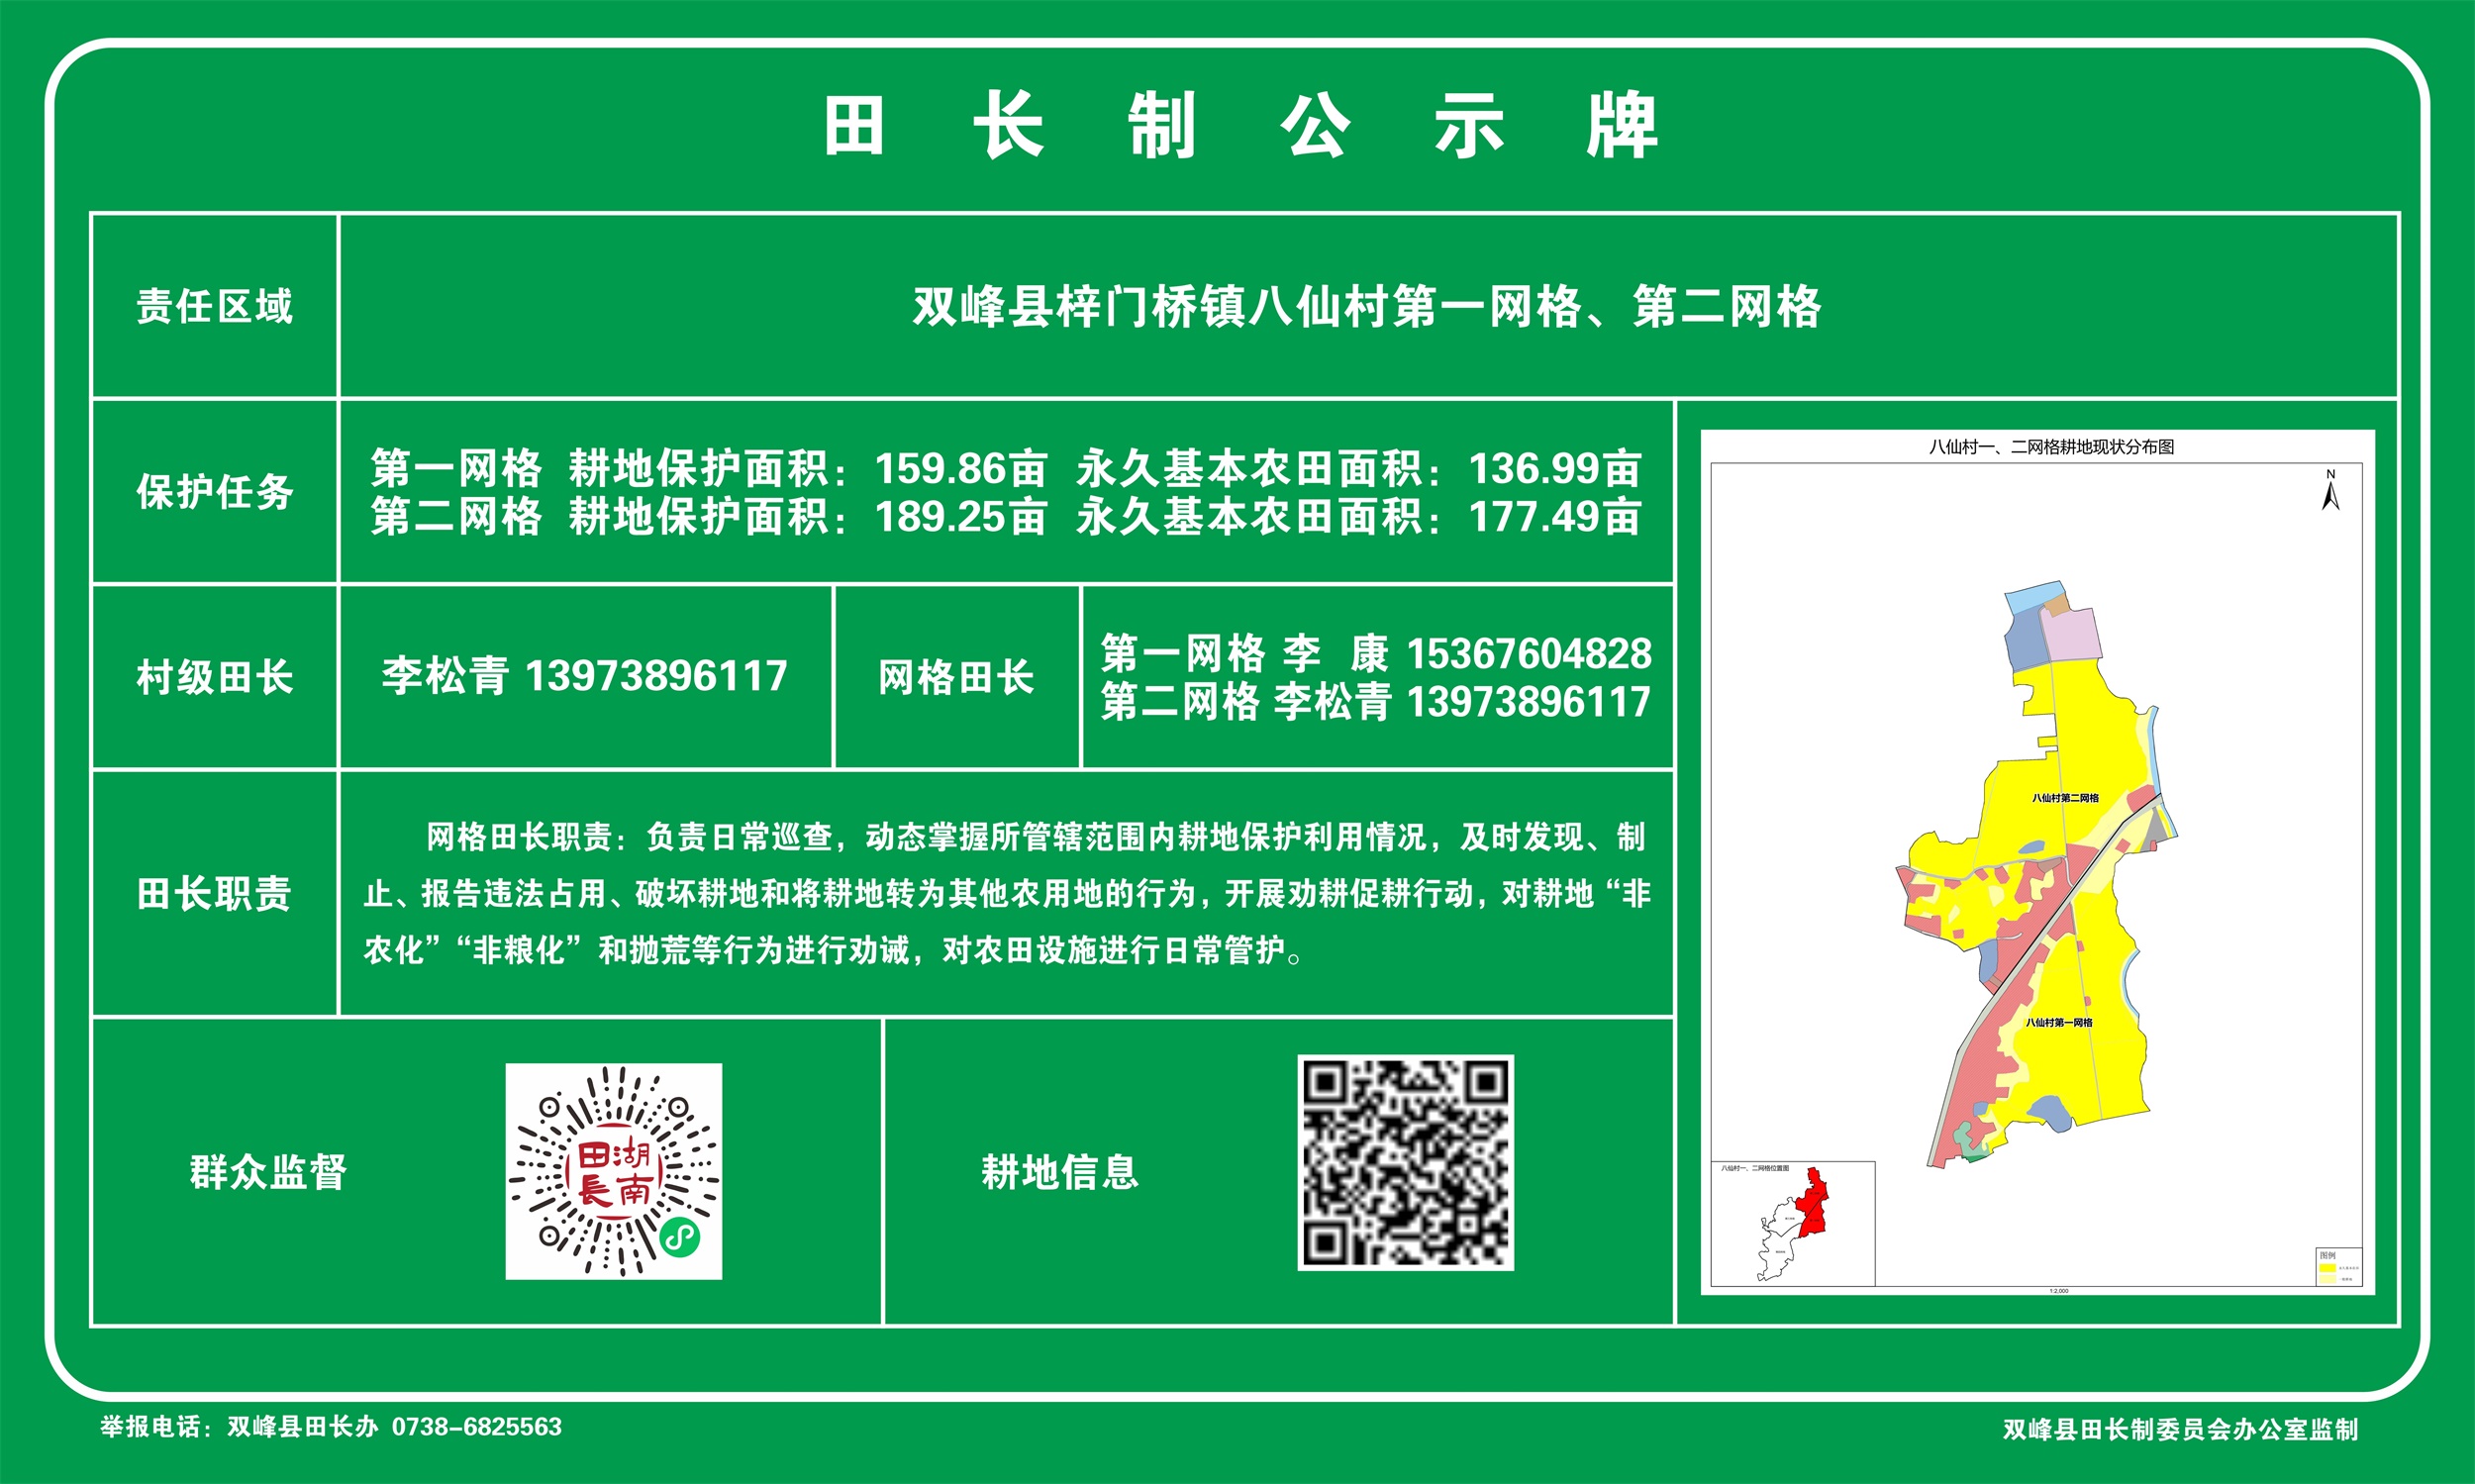 田长制公示牌
责任区域
双峰县梓门桥镇八仙村第一网格、第二网格
保护任务
第一网格 耕地保护面积：159.86亩 永久基本农田面积：136.99亩
第二网格 耕地保护面积：189.25亩 永久基本农田面积：177.49亩
村级田长
李松青 13973896117
网格田长
第一网格 李 康 15367604828
第二网格 李松青 13973896117
田长职责
网格田长职责：负责日常巡查，动态掌握所管辖范围内耕地保护利用情况，及时发现、制
止、报告违法占用、破坏耕地和将耕地转为其他农用地的行为，开展劝耕促耕行动，对耕地“非
农化”“非粮化”和抛荒等行为进行劝诫，对农田设施进行日常管护。
群众监督
湖南田長
耕地信息
八仙村一、二网格耕地现状分布图
N
八仙村第二网格
八仙村第一网格
八仙村一、二网格位置图
图例
1:2,000
举报电话：双峰县田长办 0738-6825563
双峰县田长制委员会办公室监制